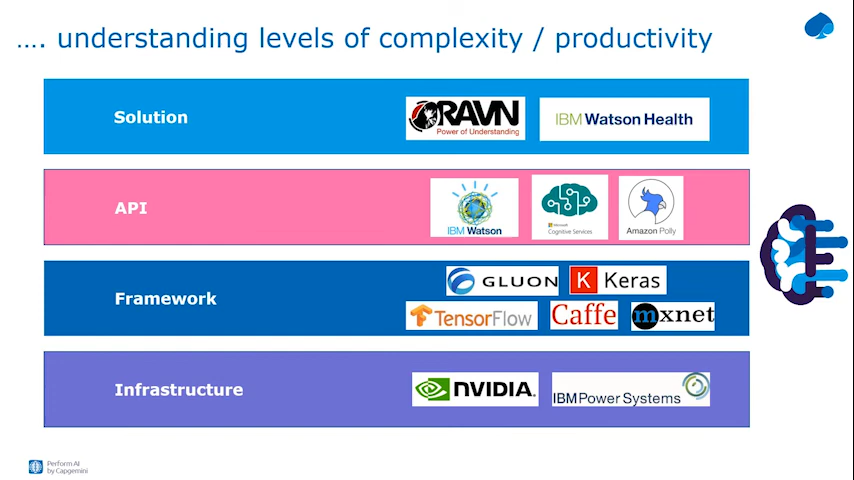 …. understanding levels of complexity / productivity
Solution
RAVN
Power of Understanding
IBM Watson Health
API
IBM Watson
Microsoft
Cognitive Services
Amazon Polly
Framework
GLUON
K Keras
TensorFlow
Caffe
mxnet
Infrastructure
NVIDIA.
IBM Power Systems
Perform AI
by Capgemini